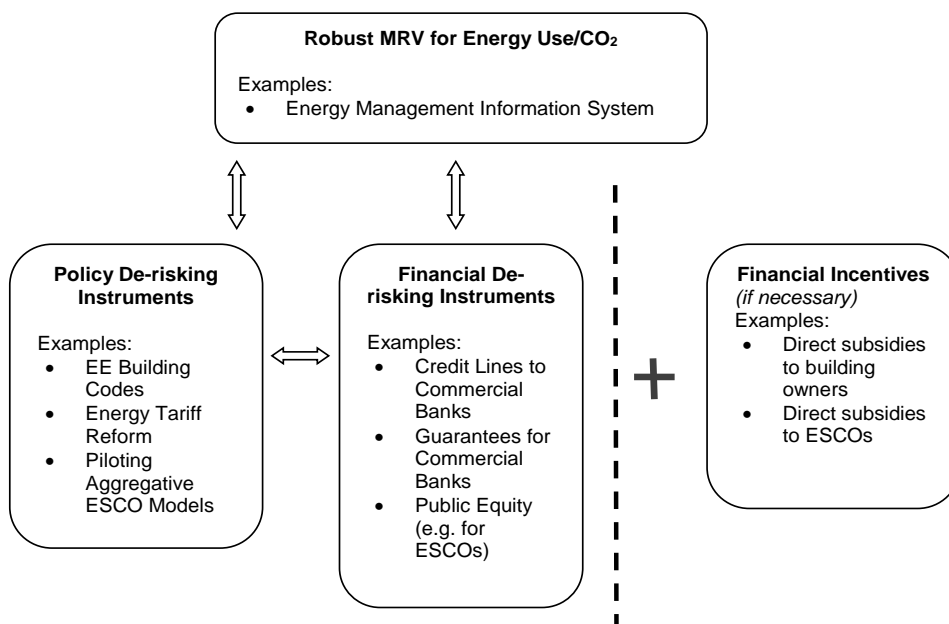 Robust MRV for Energy Use/CO₂
Examples:
• Energy Management Information System
Policy De-risking
Instruments
Examples:
• EE Building
Codes
• Energy Tariff
Reform
• Piloting
Aggregative
ESCO Models
Financial De-
risking Instruments
Examples:
• Credit Lines to
Commercial
Banks
• Guarantees for
Commercial
Banks
• Public Equity
(e.g. for
ESCOs)
+
Financial Incentives
(if necessary)
Examples:
• Direct subsidies
to building
owners
• Direct subsidies
to ESCOs